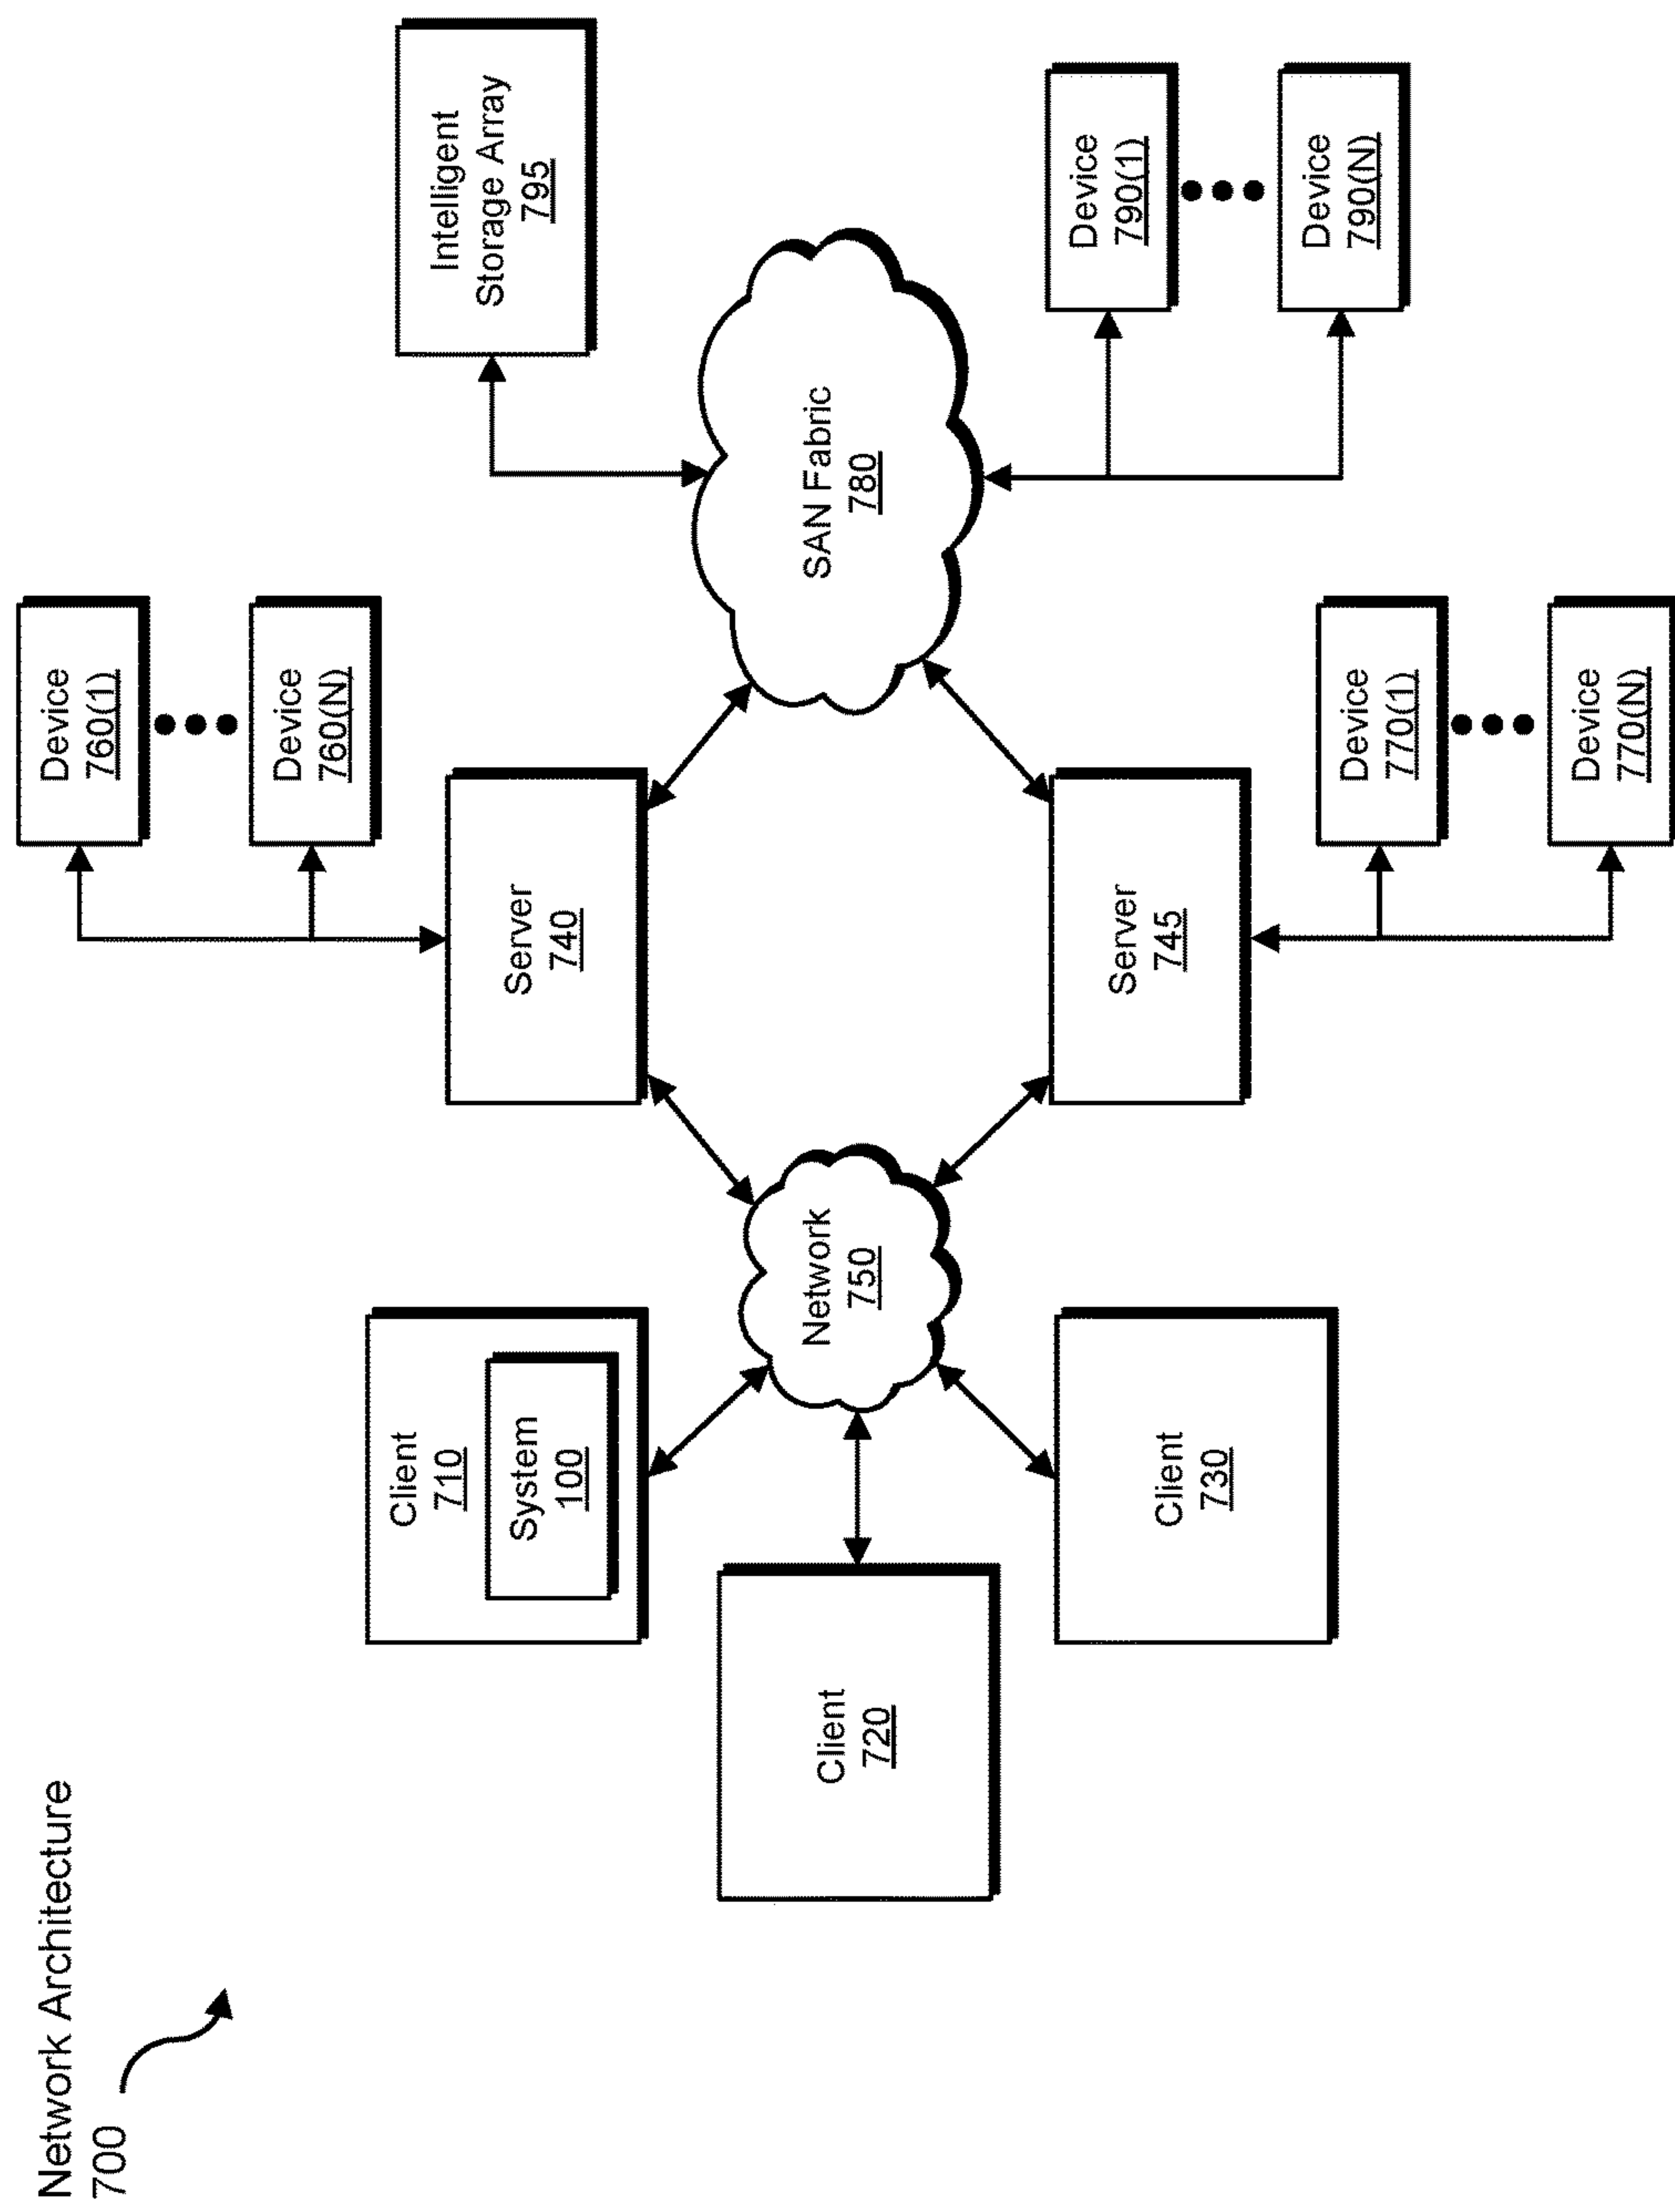 Network Architecture
700
Client
710
System
100
Client
720
Client
730
Network
750
Server
740
Server
745
Device
760(1)
Device
760(N)
Device
770(1)
Device
770(N)
SAN Fabric
780
Intelligent
Storage Array
795
Device
790(1)
Device
790(N)